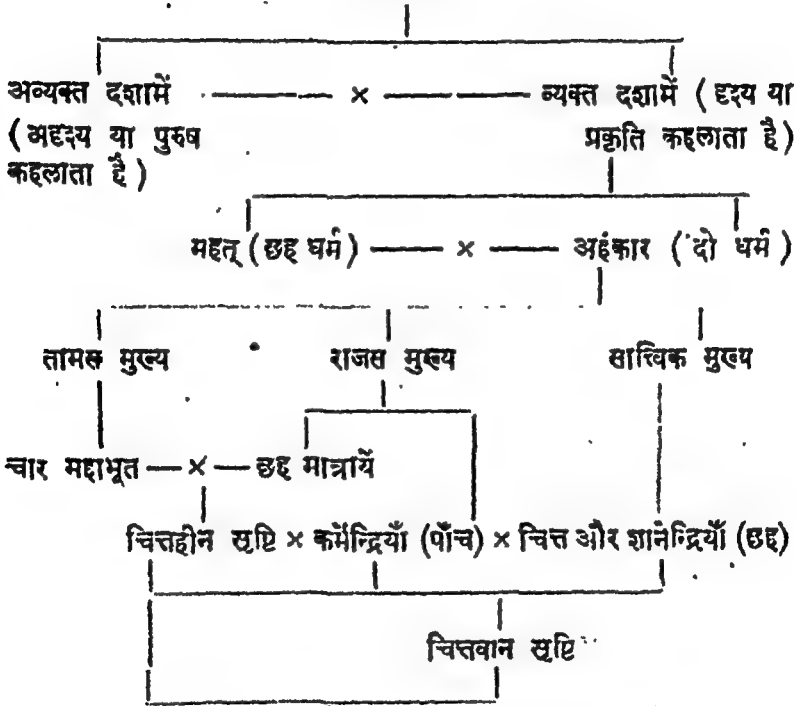 अव्यक्त दशामें ——— × ——— व्यक्त दशामें ( दृश्य या
( अदृश्य या पुरुष प्रकृति कहलाता है )
कहलाता है )
महत् ( छह धर्म ) —— × —— अहंकार ( दो धर्म )
तामस मुख्य राजस मुख्य सात्त्विक मुख्य
चार महाभूत — × — छह मात्रायें
चित्तहीन सृष्टि × कर्मेन्द्रियाँ (पाँच) × चित्त और ज्ञानेन्द्रियाँ (छह)
चित्तवान सृष्टि